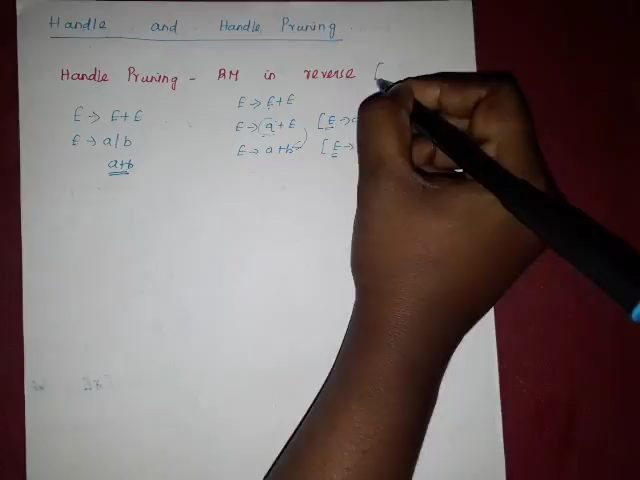 Handle and Handle Pruning
Handle Pruning - RM in reverse [
E → E+E
E → a/b
a+b
E → E+E
E → a+E [E →
E → a+b [E →